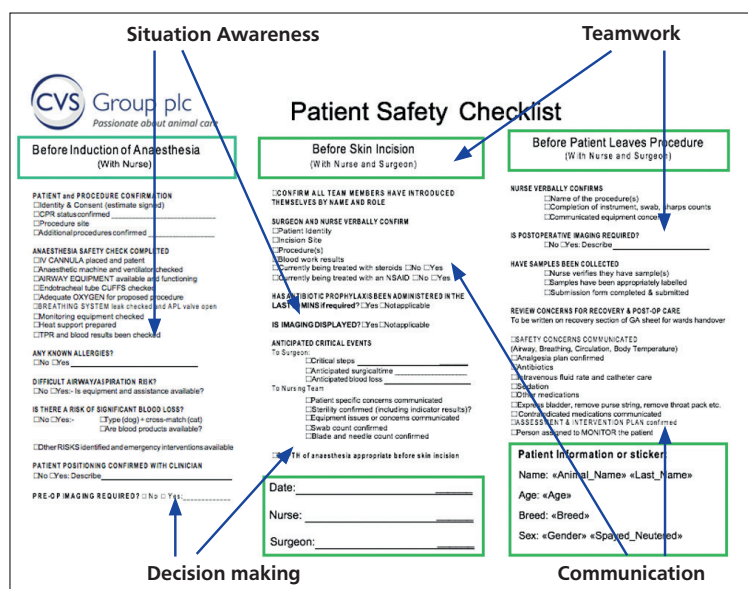 Situation Awareness
Teamwork
CVS Group plc
Passionate about animal care
Patient Safety Checklist
Before Induction of Anaesthesia
(With Nurse)
PATIENT and PROCEDURE CONFIRMATION
☐Identity & Consent (estimate signed)
☐CPR status confirmed
☐Procedure site
☐Additional procedures confirmed
ANAESTHESIA SAFETY CHECK COMPLETED
☐IV CANNULA placed and patent
☐Anaesthetic machine and ventilator checked
☐AIRWAY EQUIPMENT available and functioning
☐Endotracheal tube CUFFS checked
☐Adequate OXYGEN for proposed procedure
☐BREATHING SYSTEM leak checked and APL valve open
☐Monitoring equipment checked
☐Heat support prepared
☐TPR and blood results been checked
ANY KNOWN ALLERGIES?
☐No ☐Yes
DIFFICULT AIRWAY/ASPIRATION RISK?
☐No ☐Yes:- Is equipment and assistance available?
IS THERE A RISK OF SIGNIFICANT BLOOD LOSS?
☐No ☐Yes:- ☐Type (dog) + cross-match (cat)
☐Are blood products available?
☐Other RISKS identified and emergency interventions available
PATIENT POSITIONING CONFIRMED WITH CLINICIAN
☐No ☐Yes: Describe
PRE-OP IMAGING REQUIRED? ☐No ☐Yes:
Before Skin Incision
(With Nurse and Surgeon)
☐CONFIRM ALL TEAM MEMBERS HAVE INTRODUCED
THEMSELVES BY NAME AND ROLE
SURGEON AND NURSE VERBALLY CONFIRM
☐Patient Identity
☐Incision Site
☐Procedure(s)
☐Blood work results
☐Currently being treated with steroids ☐No ☐Yes
☐Currently being treated with an NSAID ☐No ☐Yes
HAS ANTIBIOTIC PROPHYLAXIS BEEN ADMINISTERED IN THE
LAST MINS if required? ☐Yes ☐Not applicable
IS IMAGING DISPLAYED? ☐Yes ☐Not applicable
ANTICIPATED CRITICAL EVENTS
To Surgeon:
☐Critical steps
☐Anticipated surgical time
☐Anticipated blood loss
To Nursing Team
☐Patient specific concerns communicated
☐Sterility confirmed (including indicator results)?
☐Equipment issues or concerns communicated
☐Swab count confirmed
☐Blade and needle count confirmed
of anaesthesia appropriate before skin incision
Date:
Nurse:
Surgeon:
Before Patient Leaves Procedure
(With Nurse and Surgeon)
NURSE VERBALLY CONFIRMS
☐Name of the procedure(s)
☐Completion of instrument, swab, sharps counts
☐Communicated equipment
IS POSTOPERATIVE IMAGING REQUIRED?
☐No ☐Yes: Describe
HAVE SAMPLES BEEN COLLECTED
☐Nurse verifies they have sample(s)
☐Samples have been appropriately labelled
☐Submission form completed & submitted
REVIEW CONCERNS FOR RECOVERY & POST-OP CARE
To be written on recovery section of GA sheet for wards handover
☐SAFETY CONCERNS COMMUNICATED
(Airway, Breathing, Circulation, Body Temperature)
☐Analgesia plan confirmed
☐Antibiotics
☐Intravenous fluid rate and catheter care
☐Sedation
☐Other medications
☐Express bladder, remove purse string, remove throat pack etc.
☐Contraindicated medications communicated
☐ASSESSMENT & INTERVENTION PLAN confirmed
☐Person assigned to MONITOR the patient
Patient Information or sticker:
Name: «Animal_Name» «Last_Name»
Age: «Age»
Breed: «Breed»
Sex: «Gender» «Spayed_Neutered»
Decision making
Communication